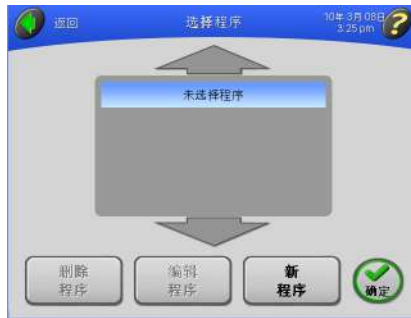 返回
选择程序
10年 3月 08日
3:25 pm
未选择程序
删除
程序
编辑
程序
新
程序
确定